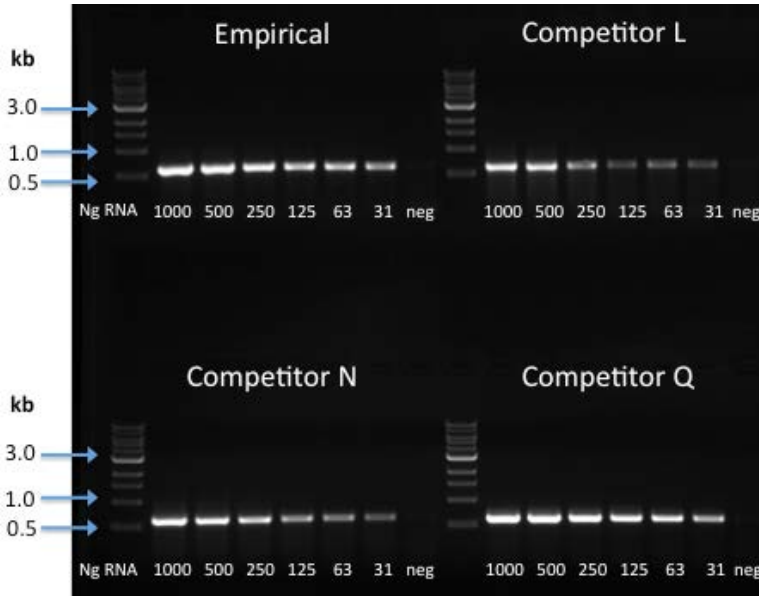 Empirical
Competitor L
kb
3.0
1.0
0.5
Ng RNA 1000 500 250 125 63 31 neg
1000 500 250 125 63 31 neg
Competitor N
Competitor Q
kb
3.0
1.0
0.5
Ng RNA 1000 500 250 125 63 31 neg
1000 500 250 125 63 31 neg